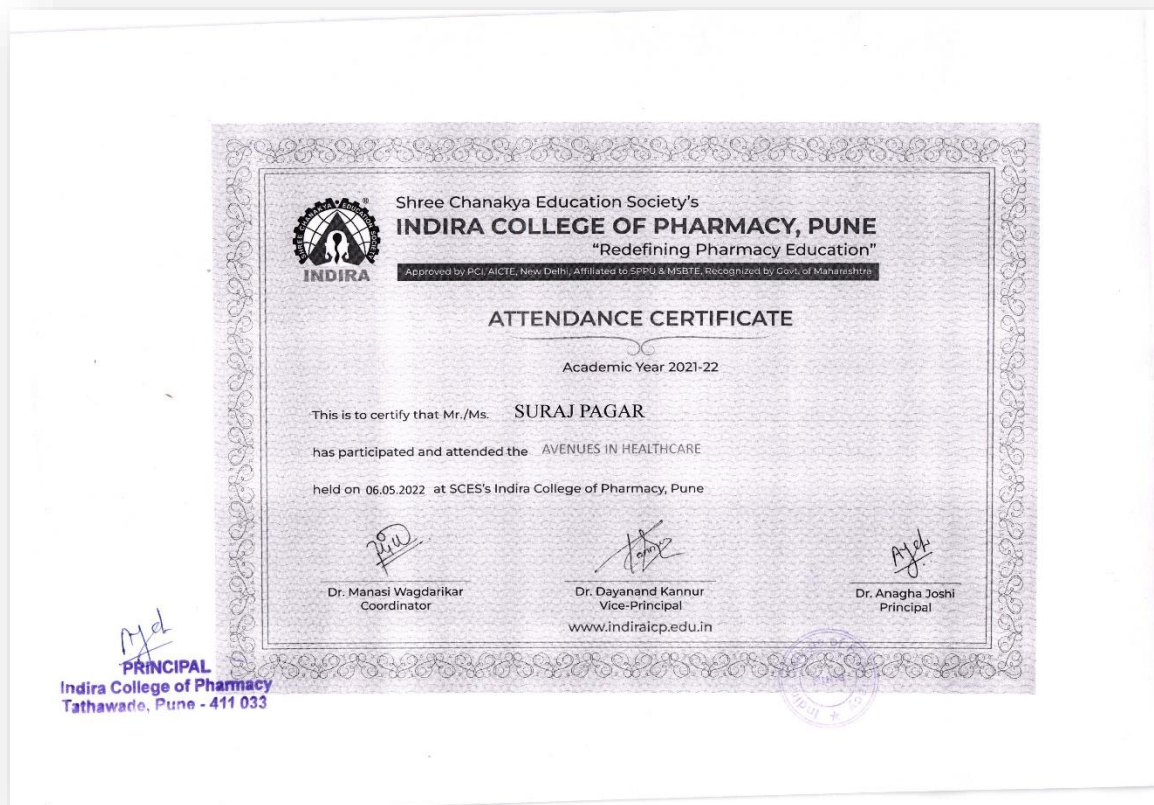 SHREE CHANAKYA EDUCATION SOCIETY
®
INDIRA
Shree Chanakya Education Society's
INDIRA COLLEGE OF PHARMACY, PUNE
"Redefining Pharmacy Education"
Approved by PCI, AICTE, New Delhi, Affiliated to SPPU & MSBTE, Recognized by Govt. of Maharashtra
ATTENDANCE CERTIFICATE
Academic Year 2021-22
This is to certify that Mr./Ms. SURAJ PAGAR
has participated and attended the AVENUES IN HEALTHCARE
held on 06.05.2022 at SCES's Indira College of Pharmacy, Pune
Dr. Manasi Wagdarikar
Coordinator
Dr. Dayanand Kannur
Vice-Principal
Dr. Anagha Joshi
Principal
www.indiraicp.edu.in
PRINCIPAL
Indira College of Pharmacy
Tathawade, Pune - 411 033